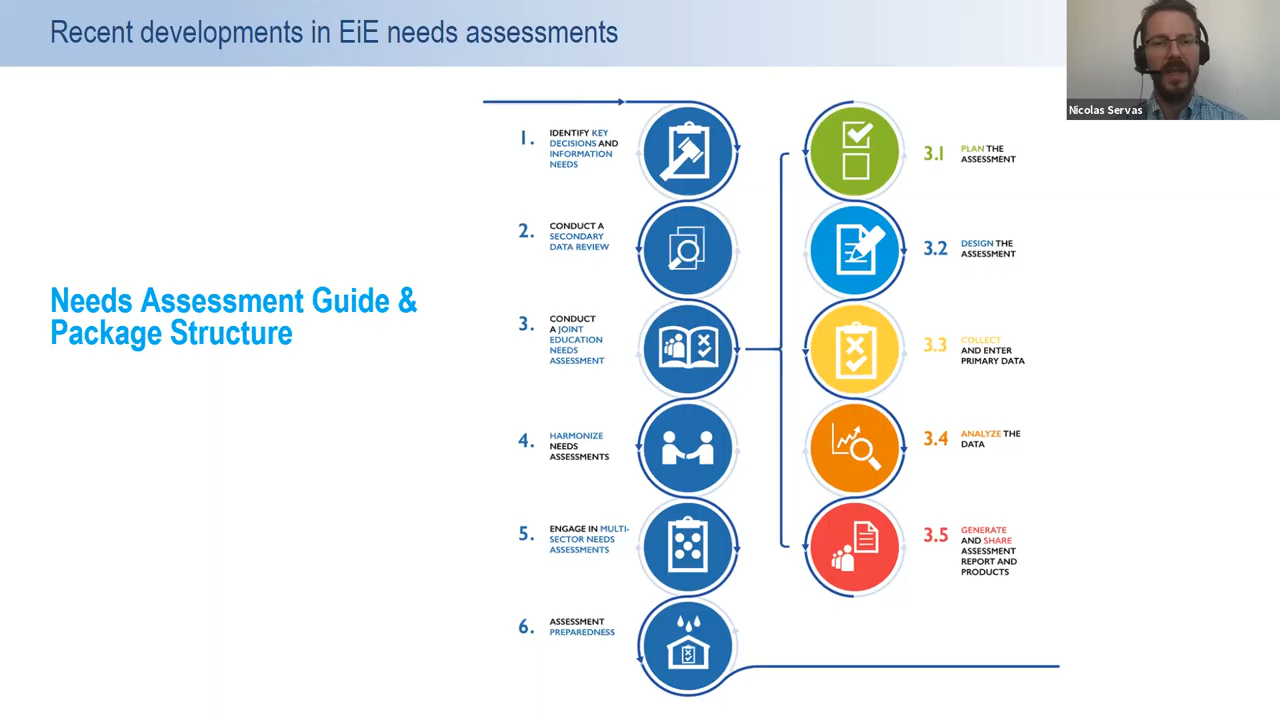 Recent developments in EiE needs assessments
Nicolas Servas
Needs Assessment Guide &
Package Structure
1.
IDENTIFY KEY
DECISIONS AND
INFORMATION
NEEDS
2.
CONDUCT A
SECONDARY
DATA REVIEW
3.
CONDUCT
A JOINT
EDUCATION
NEEDS
ASSESSMENT
4.
HARMONIZE
NEEDS
ASSESSMENTS
5.
ENGAGE IN MULTI-
SECTOR NEEDS
ASSESSMENTS
6.
ASSESSMENT
PREPAREDNESS
3.1
PLAN THE
ASSESSMENT
3.2
DESIGN THE
ASSESSMENT
3.3
COLLECT
AND ENTER
PRIMARY DATA
3.4
ANALYZE THE
DATA
3.5
GENERATE
AND SHARE
ASSESSMENT
REPORT AND
PRODUCTS